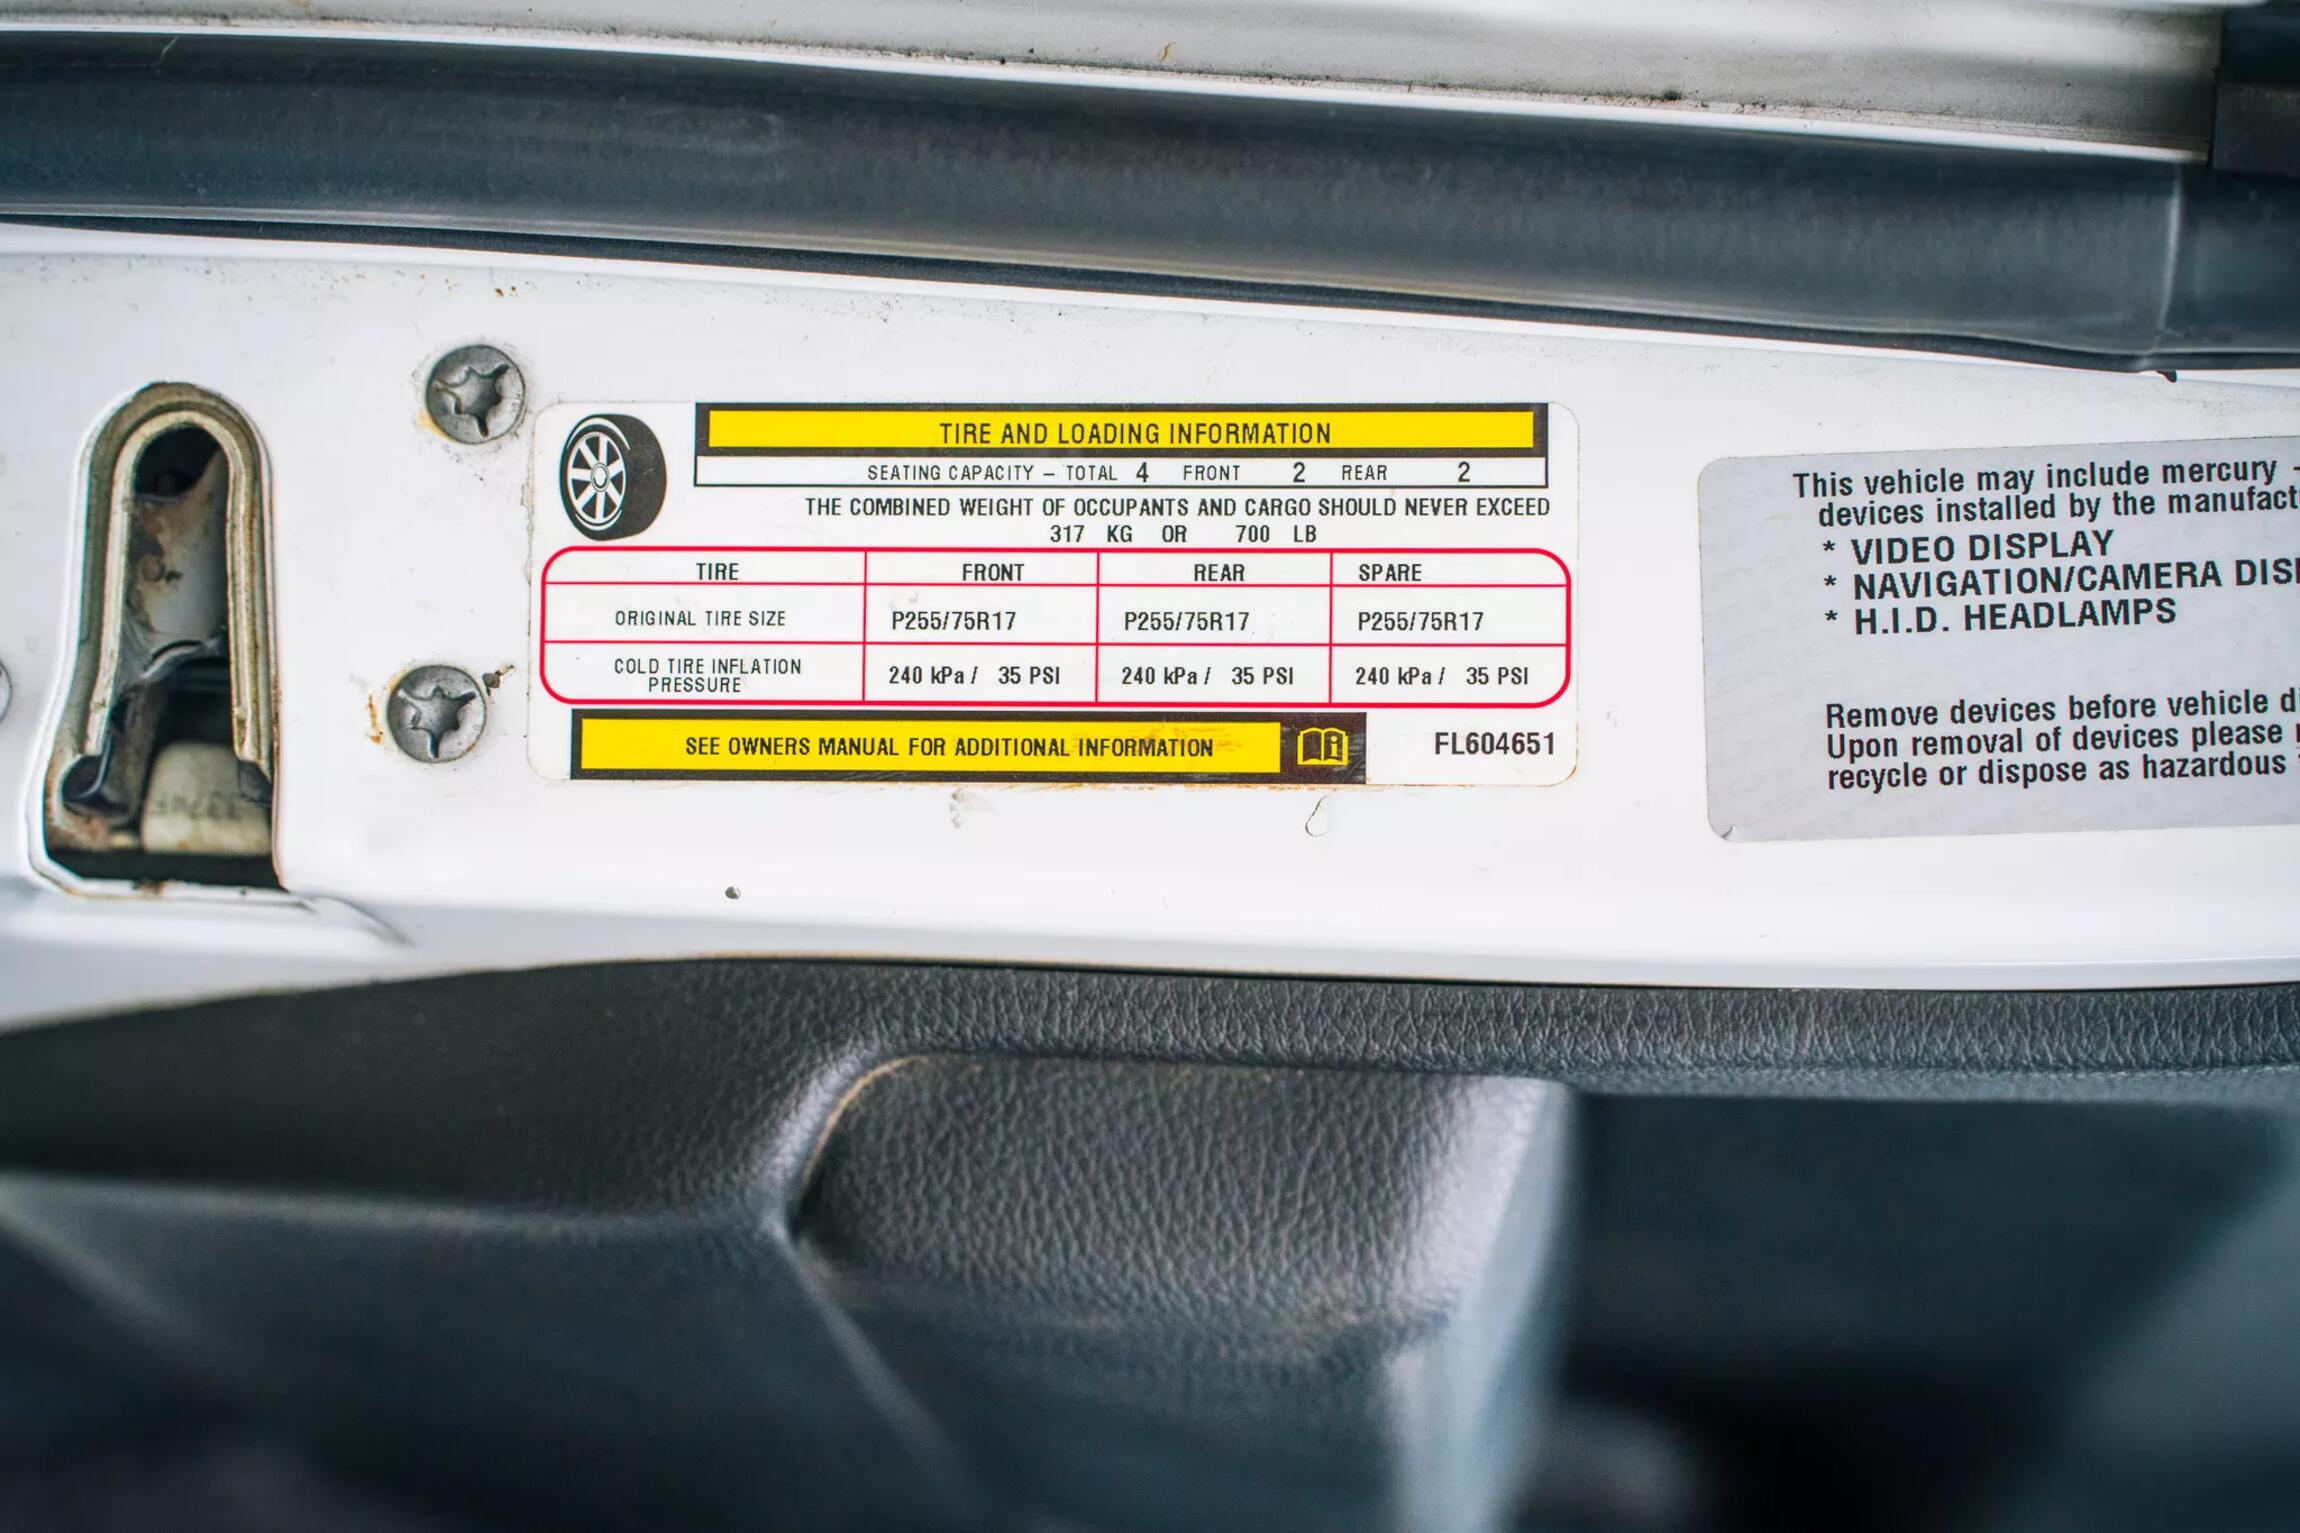 TIRE AND LOADING INFORMATION
SEATING CAPACITY – TOTAL 4 FRONT 2 REAR 2
THE COMBINED WEIGHT OF OCCUPANTS AND CARGO SHOULD NEVER EXCEED
317 KG OR 700 LB
TIRE FRONT REAR SPARE
ORIGINAL TIRE SIZE P255/75R17 P255/75R17 P255/75R17
COLD TIRE INFLATION
PRESSURE 240 kPa / 35 PSI 240 kPa / 35 PSI 240 kPa / 35 PSI
SEE OWNERS MANUAL FOR ADDITIONAL INFORMATION
FL604651
This vehicle may include mercury -
devices installed by the manufact
* VIDEO DISPLAY
* NAVIGATION/CAMERA DIS
* H.I.D. HEADLAMPS
Remove devices before vehicle di
Upon removal of devices please
recycle or dispose as hazardous